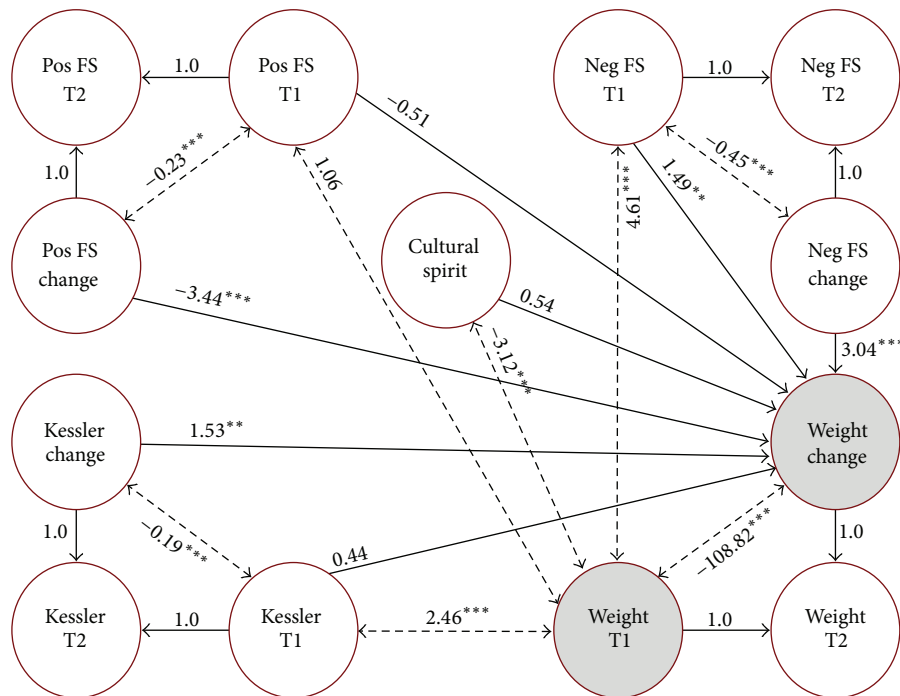 Pos FS
T2
1.0
Pos FS
T1
Neg FS
T1
1.0
Neg FS
T2
−0.51
1.0
−0.23***
1.06
4.61***
1.49**
−0.45***
1.0
Pos FS
change
Cultural
spirit
Neg FS
change
−3.44***
0.54
−3.12***
3.04***
Kessler
change
1.53**
Weight
change
1.0
−0.19***
0.44
−108.82***
1.0
Kessler
T2
1.0
Kessler
T1
2.46***
Weight
T1
1.0
Weight
T2